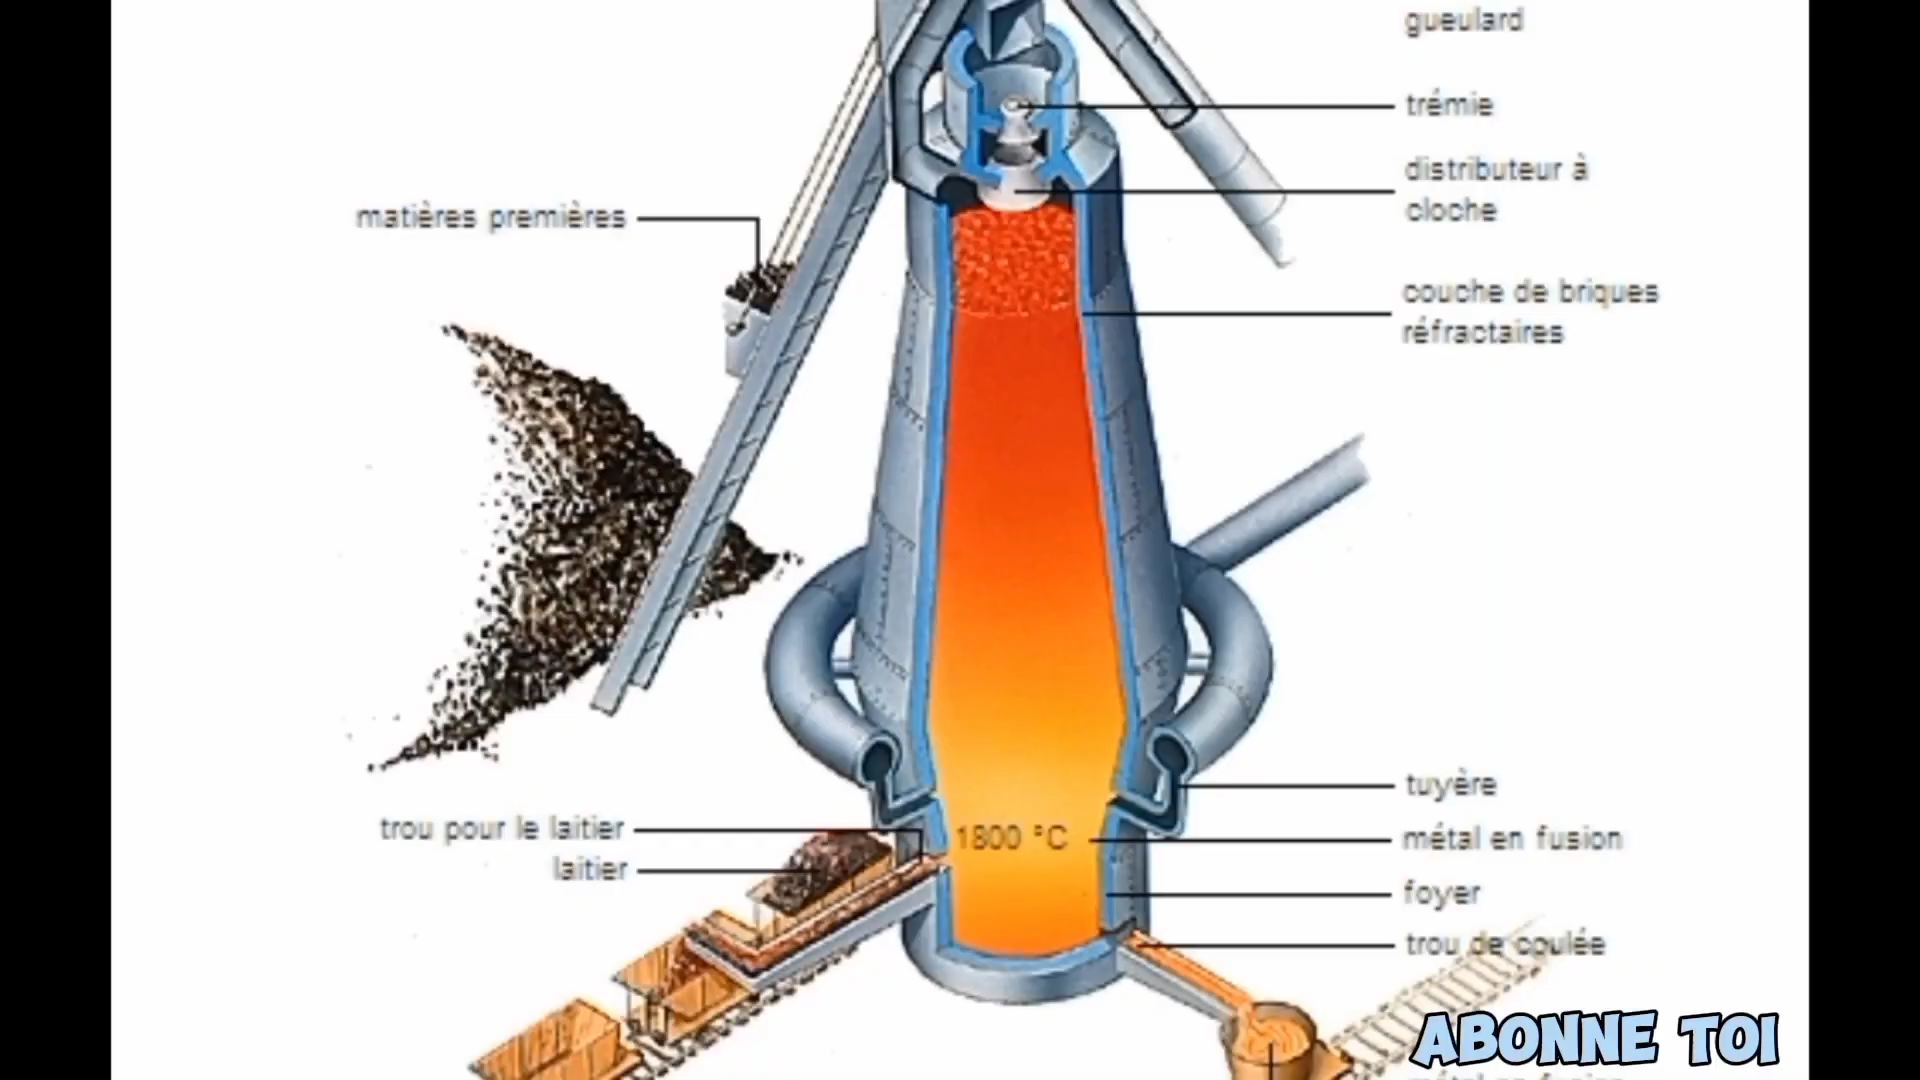 gueulard
trémie
distributeur à
cloche
matières premières
couche de briques
réfractaires
tuyère
trou pour le laitier
1800 °C
métal en fusion
laitier
foyer
trou de coulée
ABONNE TOI